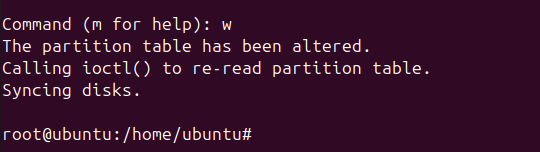 Command (m for help): w
The partition table has been altered.
Calling ioctl() to re-read partition table.
Syncing disks.
root@ubuntu:/home/ubuntu#